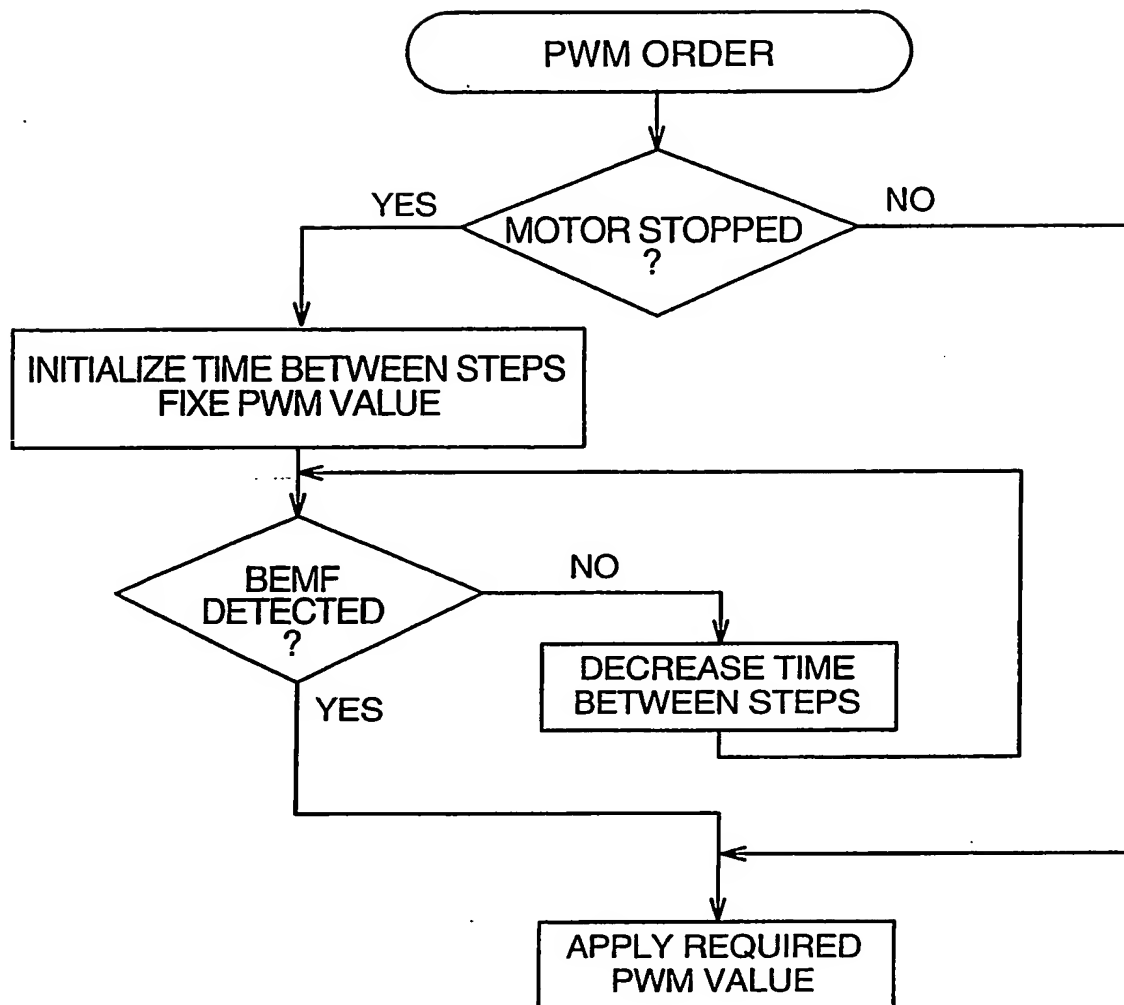 PWM ORDER
YES
NO
MOTOR STOPPED
?
INITIALIZE TIME BETWEEN STEPS
FIXE PWM VALUE
BEMF
DETECTED
?
NO
DECREASE TIME
BETWEEN STEPS
YES
APPLY REQUIRED
PWM VALUE